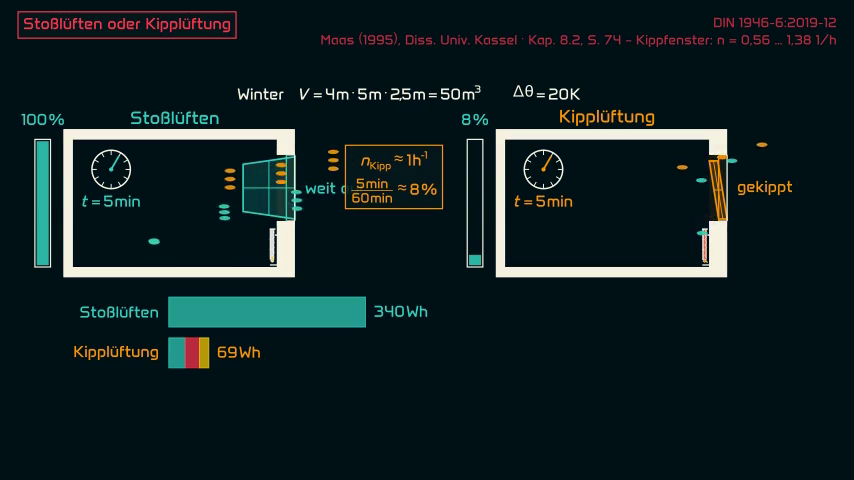 Stoßlüften oder Kipplüftung
DIN 1946-6:2019-12
Maas (1995), Diss. Univ. Kassel · Kap. 8.2, S. 74 – Kippfenster: n = 0,56 ... 1,38 1/h
Winter V = 4m · 5m · 2,5m = 50m³ Δθ = 20K
100% Stoßlüften 8% Kipplüftung
n_Kipp ≈ 1h⁻¹
5min/60min ≈ 8%
weit
gekippt
t = 5min
t = 5min
Stoßlüften 340Wh
Kipplüftung 69Wh